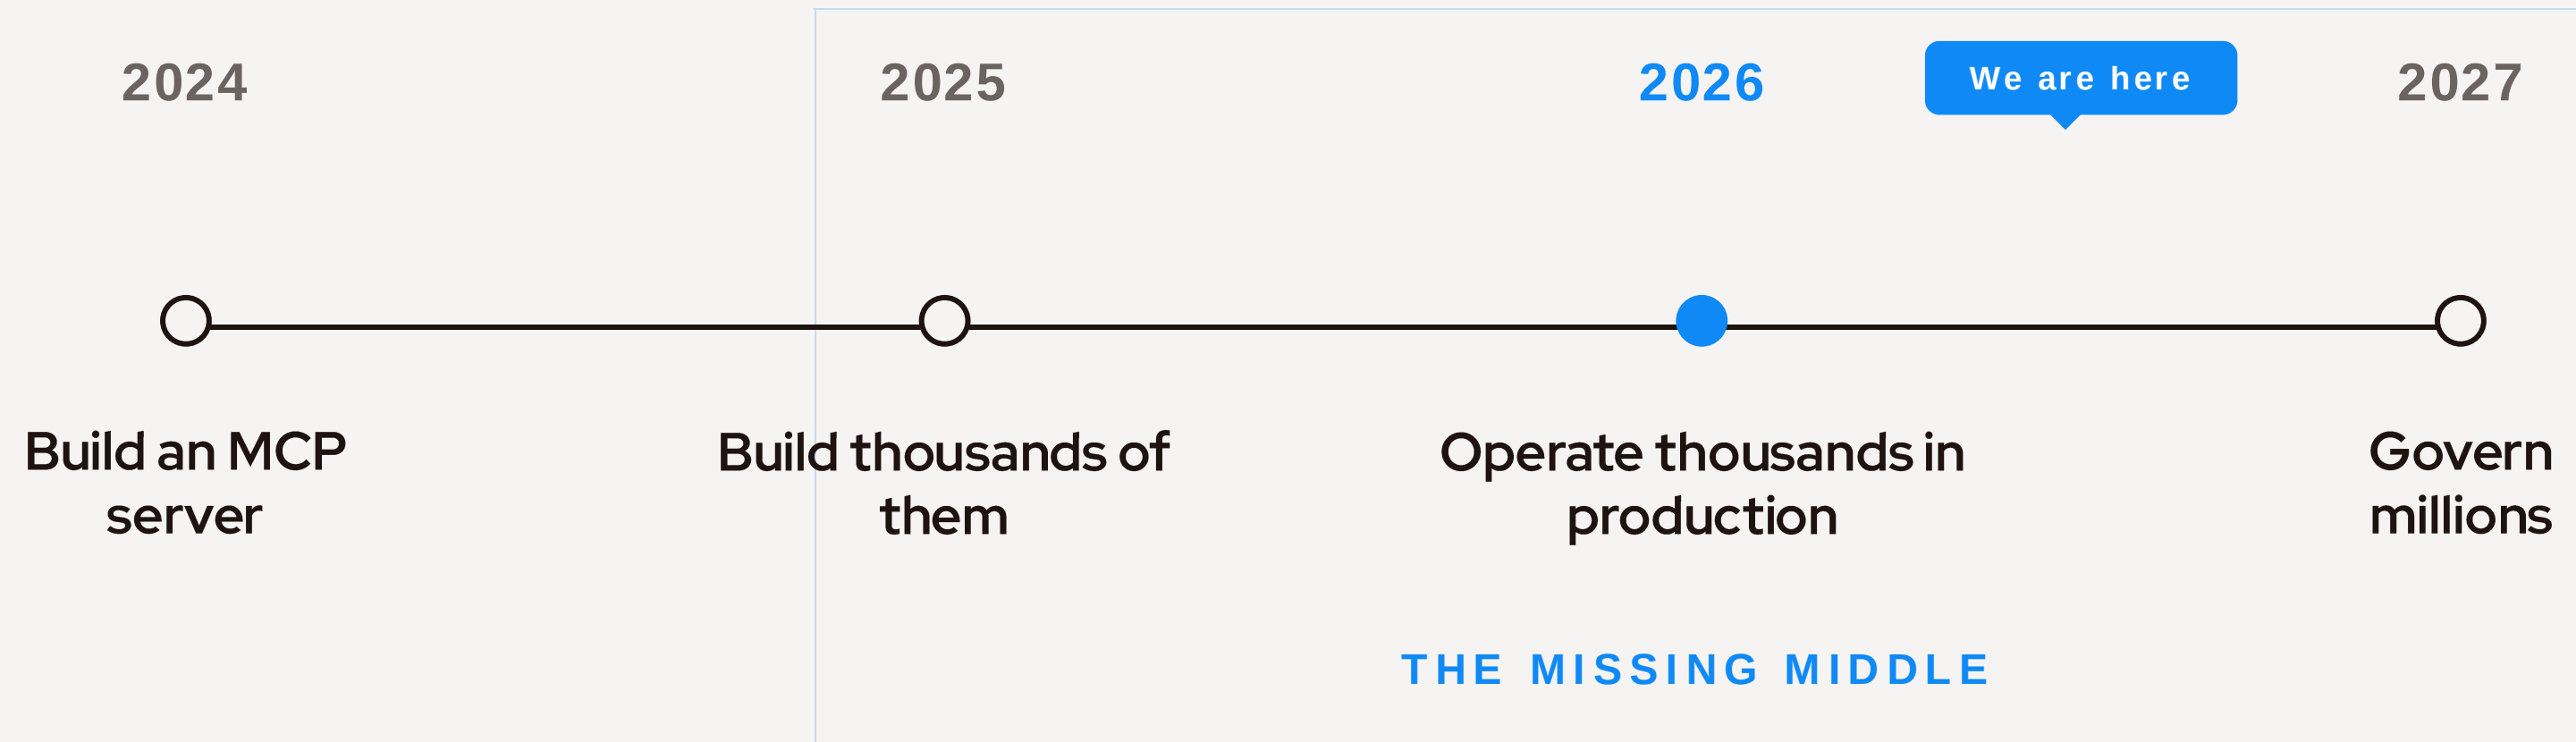 2024
2025
2026
We are here
2027
Build an MCP
server
Build thousands of
them
Operate thousands in
production
Govern
millions
THE MISSING MIDDLE